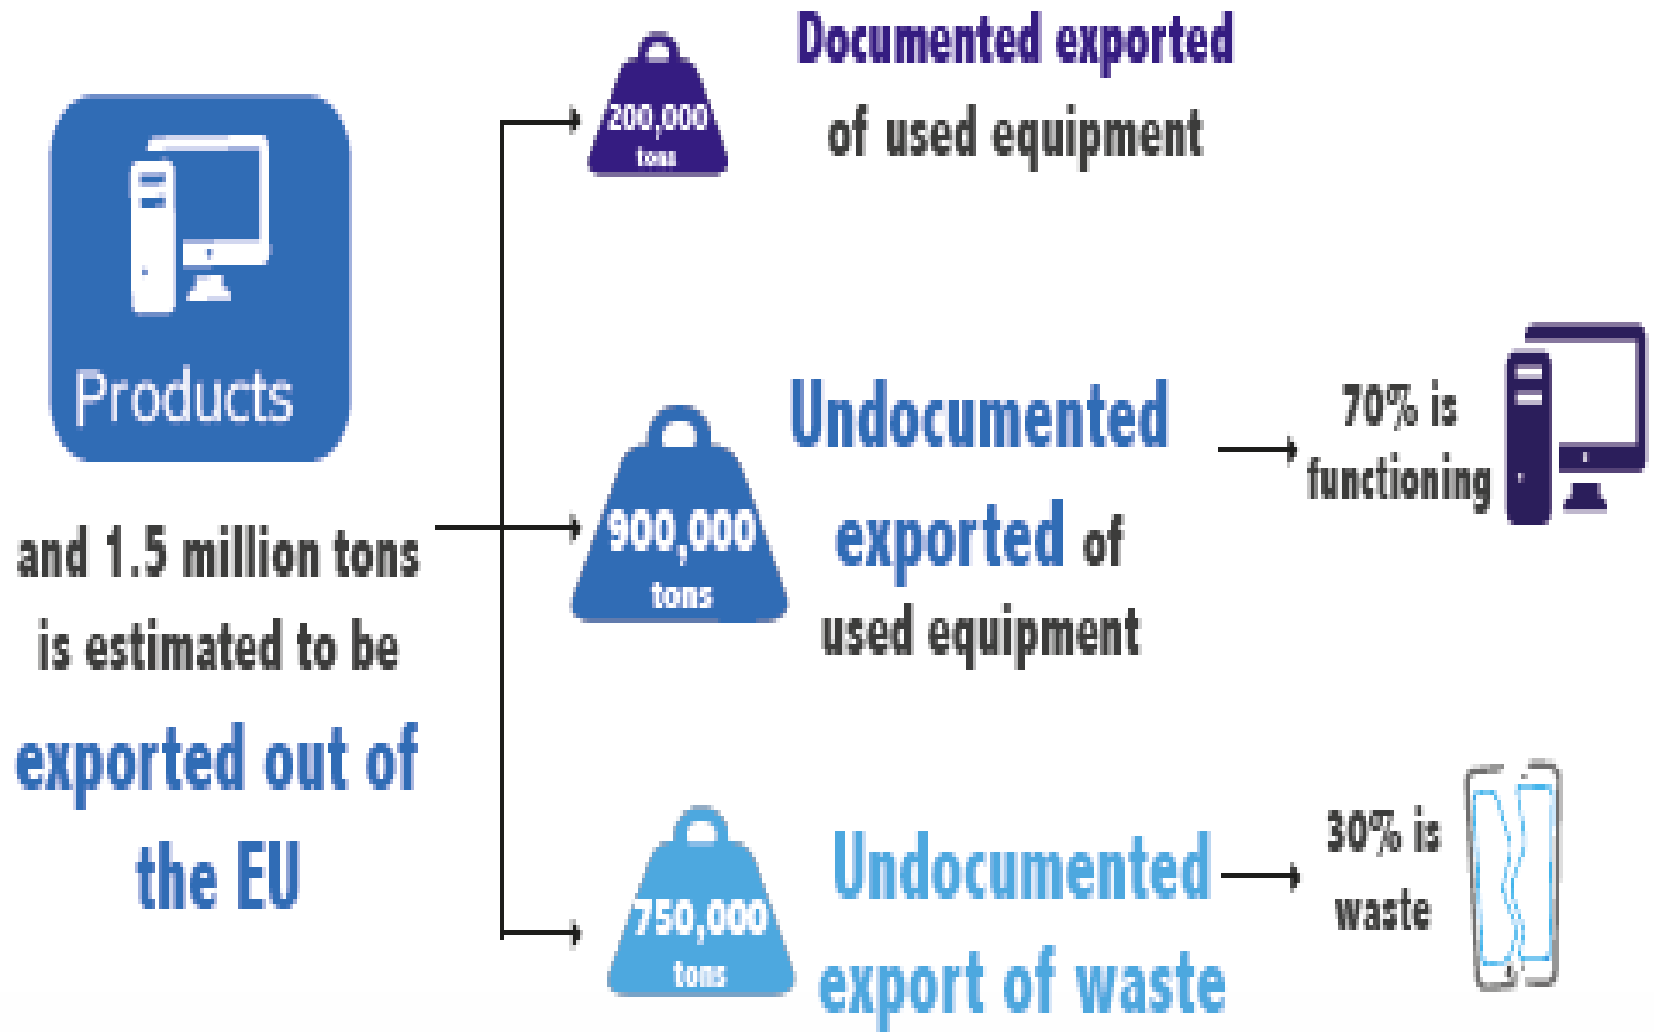 Products
and 1.5 million tons
is estimated to be
exported out of
the EU
200,000
tons
Documented exported
of used equipment
900,000
tons
Undocumented
exported of
used equipment
70% is
functioning
750,000
tons
Undocumented
export of waste
30% is
waste